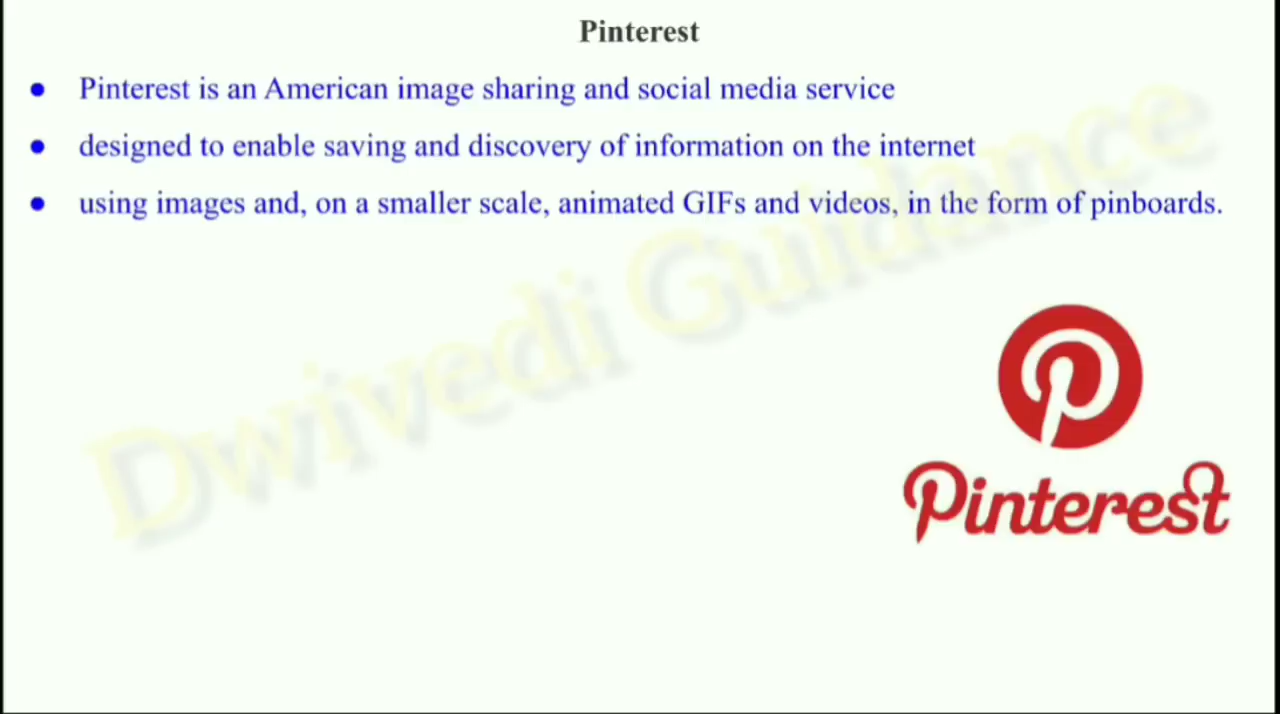 Pinterest
Pinterest is an American image sharing and social media service
designed to enable saving and discovery of information on the internet
using images and, on a smaller scale, animated GIFs and videos, in the form of pinboards.
Dwivedi Guidance
Pinterest